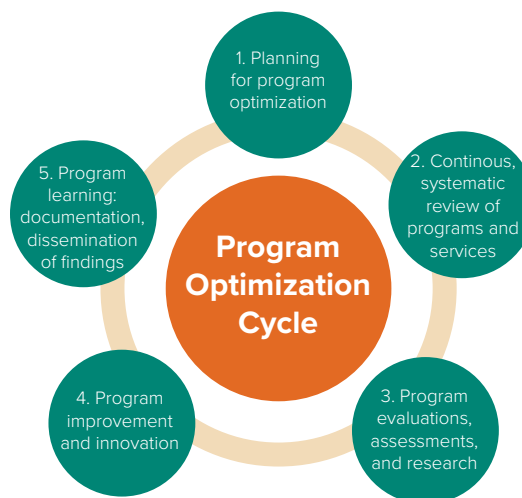 1. Planning
for program
optimization
2. Continous,
systematic
review of
programs and
services
3. Program
evaluations,
assessments,
and research
4. Program
improvement
and innovation
5. Program
learning:
documentation,
dissemination
of findings
Program
Optimization
Cycle